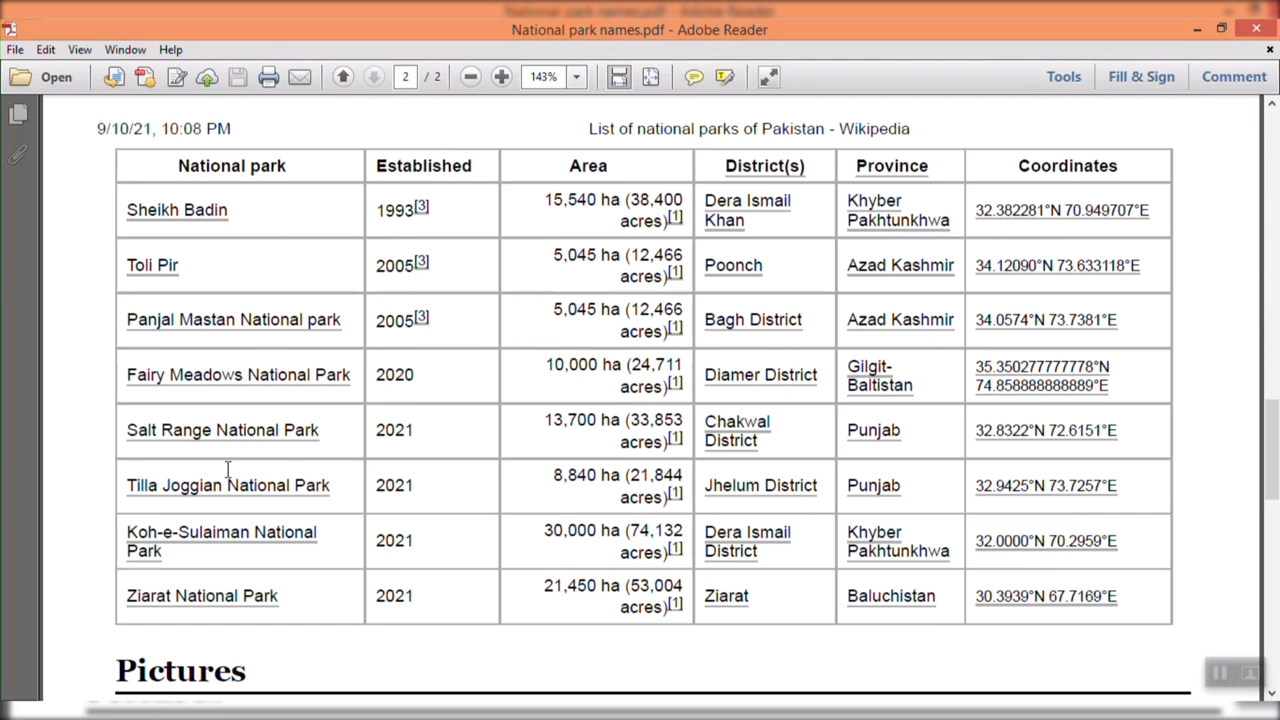 National park names.pdf - Adobe Reader
File Edit View Window Help
Open 2 / 2 143% Tools Fill & Sign Comment
9/10/21, 10:08 PM List of national parks of Pakistan - Wikipedia
National park Established Area District(s) Province Coordinates
Sheikh Badin 1993[3] 15,540 ha (38,400 acres)[1] Dera Ismail Khan Khyber Pakhtunkhwa 32.382281°N 70.949707°E
Toli Pir 2005[3] 5,045 ha (12,466 acres)[1] Poonch Azad Kashmir 34.12090°N 73.633118°E
Panjal Mastan National park 2005[3] 5,045 ha (12,466 acres)[1] Bagh District Azad Kashmir 34.0574°N 73.7381°E
Fairy Meadows National Park 2020 10,000 ha (24,711 acres)[1] Diamer District Gilgit-Baltistan 35.350277777778°N 74.858888888889°E
Salt Range National Park 2021 13,700 ha (33,853 acres)[1] Chakwal District Punjab 32.8322°N 72.6151°E
Tilla Joggian National Park 2021 8,840 ha (21,844 acres)[1] Jhelum District Punjab 32.9425°N 73.7257°E
Koh-e-Sulaiman National Park 2021 30,000 ha (74,132 acres)[1] Dera Ismail District Khyber Pakhtunkhwa 32.0000°N 70.2959°E
Ziarat National Park 2021 21,450 ha (53,004 acres)[1] Ziarat Baluchistan 30.3939°N 67.7169°E
Pictures